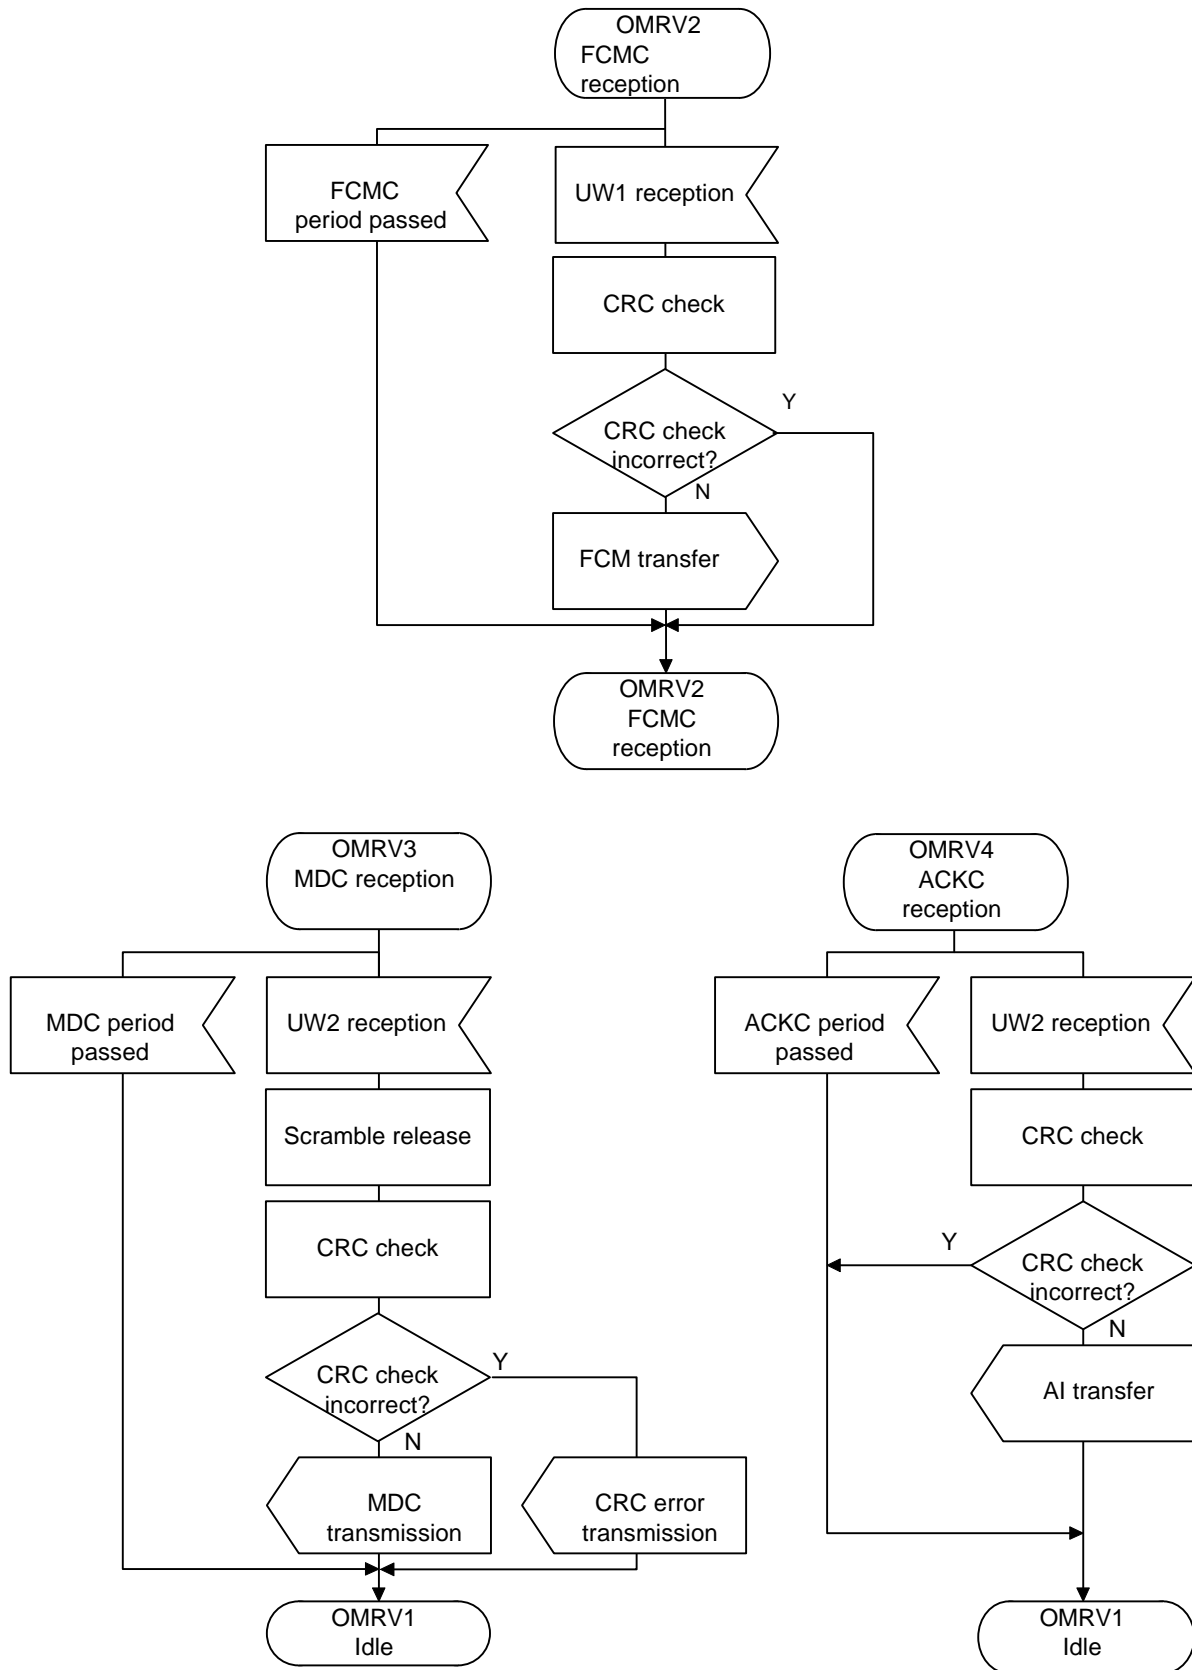 OMRV2
FCMC
reception
FCMC
period passed
UW1 reception
CRC check
Y
CRC check
incorrect?
N
FCM transfer
OMRV2
FCMC
reception
OMRV3
MDC reception
MDC period
passed
UW2 reception
Scramble release
CRC check
Y
CRC check
incorrect?
N
MDC
transmission
CRC error
transmission
OMRV1
Idle
OMRV4
ACKC
reception
ACKC period
passed
UW2 reception
CRC check
Y
CRC check
incorrect?
N
AI transfer
OMRV1
Idle